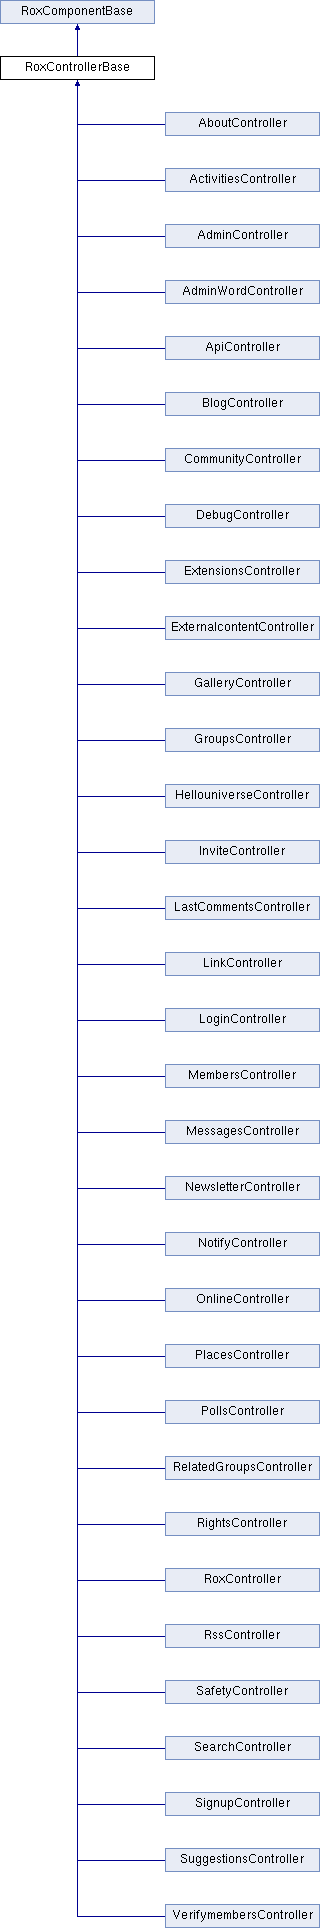 RoxComponentBase
RoxControllerBase
AboutController
ActivitiesController
AdminController
AdminWordController
ApiController
BlogController
CommunityController
DebugController
ExtensionsController
ExternalcontentController
GalleryController
GroupsController
HellouniverseController
InviteController
LastCommentsController
LinkController
LoginController
MembersController
MessagesController
NewsletterController
NotifyController
OnlineController
PlacesController
PollsController
RelatedGroupsController
RightsController
RoxController
RssController
SafetyController
SearchController
SignupController
SuggestionsController
VerifymembersController